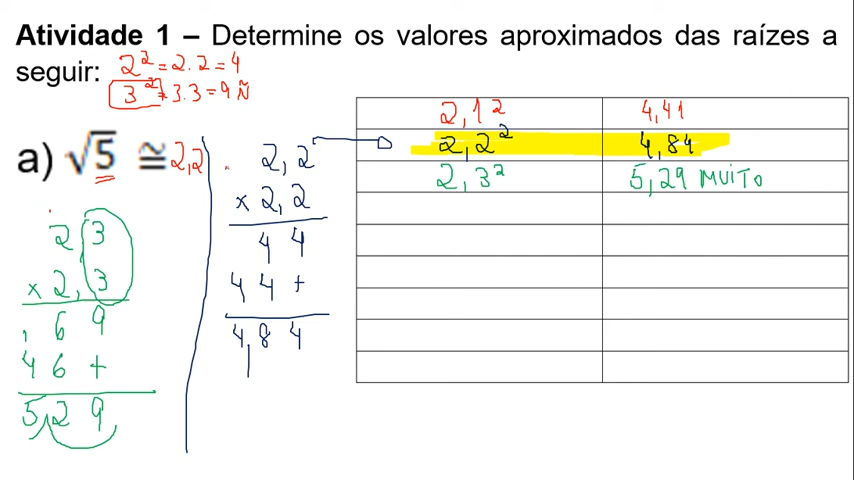 Atividade 1 – Determine os valores aproximados das raízes a
seguir: 2² = 2.2 = 4
3² = 3.3 = 9 Ñ
a) √5 ≅ 2,2
2,3
x 2,3
69
46+
529
2,2
x 2,2
44
44+
4,84
2,1² 4,41
2,2² 4,84
2,3² 5,29 MUITO